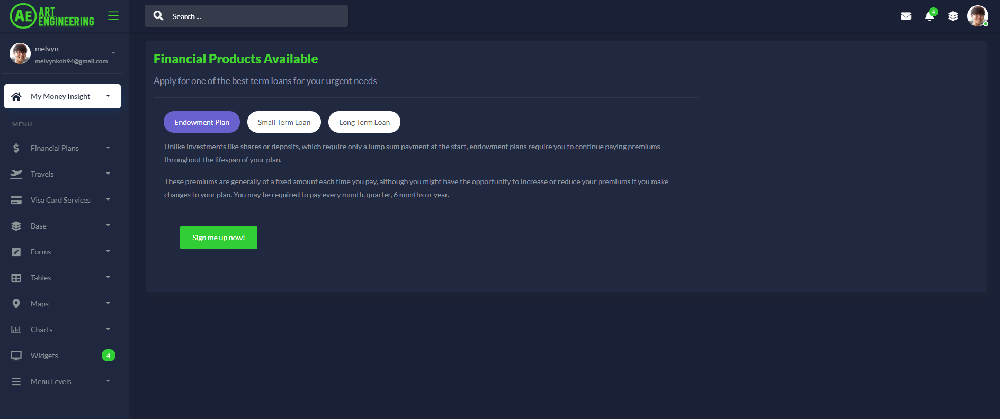 AE ART
ENGINEERING
Search ...
4
melvyn
melvynkoh94@gmail.com
My Money Insight
MENU
Financial Plans
Travels
Visa Card Services
Base
Forms
Tables
Maps
Charts
Widgets 4
Menu Levels
Financial Products Available
Apply for one of the best term loans for your urgent needs
Endowment Plan Small Term Loan Long Term Loan
Unlike investments like shares or deposits, which require only a lump sum payment at the start, endowment plans require you to continue paying premiums
throughout the lifespan of your plan.
These premiums are generally of a fixed amount each time you pay, although you might have the opportunity to increase or reduce your premiums if you make
changes to your plan. You may be required to pay every month, quarter, 6 months or year.
Sign me up now!